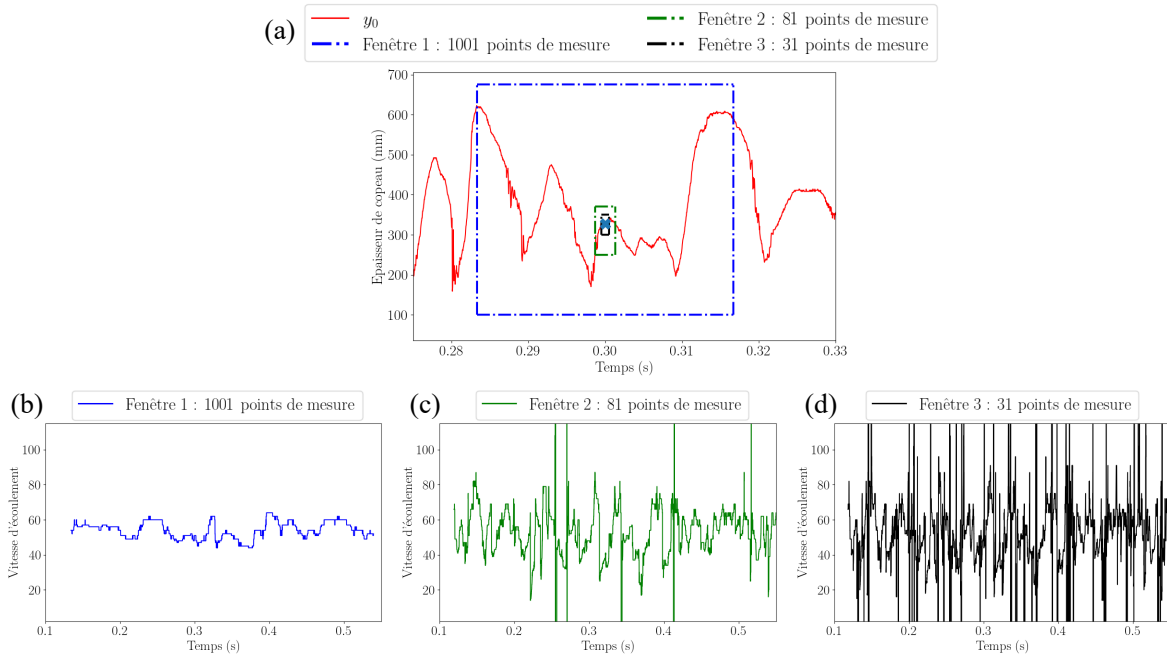 (a)
y0
Fenêtre 1 : 1001 points de mesure
Fenêtre 2 : 81 points de mesure
Fenêtre 3 : 31 points de mesure
700
600
500
400
300
200
100
Epaisseur de copeau (mm)
0.28 0.29 0.30 0.31 0.32 0.33
Temps (s)
(b)
Fenêtre 1 : 1001 points de mesure
100
80
60
40
20
Vitesse d'écoulement
0.1 0.2 0.3 0.4 0.5
Temps (s)
(c)
Fenêtre 2 : 81 points de mesure
100
80
60
40
20
Vitesse d'écoulement
0.1 0.2 0.3 0.4 0.5
Temps (s)
(d)
Fenêtre 3 : 31 points de mesure
100
80
60
40
20
Vitesse d'écoulement
0.1 0.2 0.3 0.4 0.5
Temps (s)